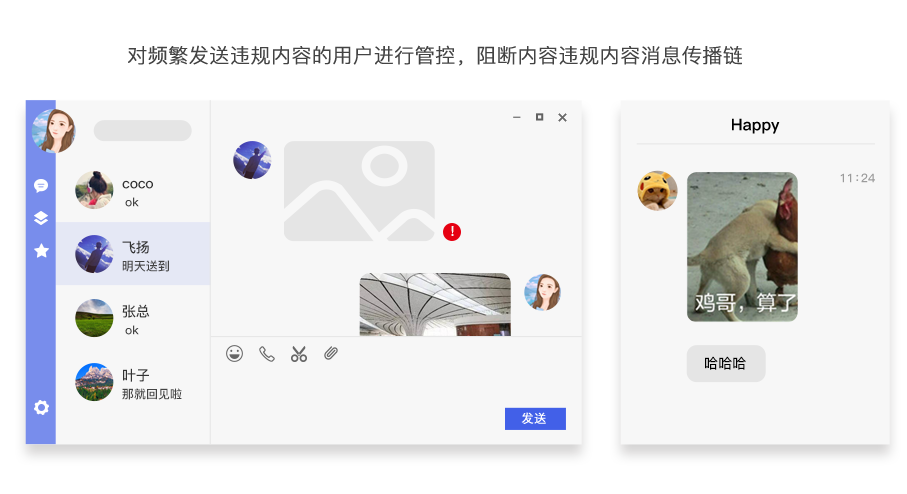 对频繁发送违规内容的用户进行管控，阻断内容违规内容消息传播链
coco
ok
飞扬
明天送到
张总
ok
叶子
那就回见啦
!
发送
Happy
11:24
鸡哥，算了
哈哈哈